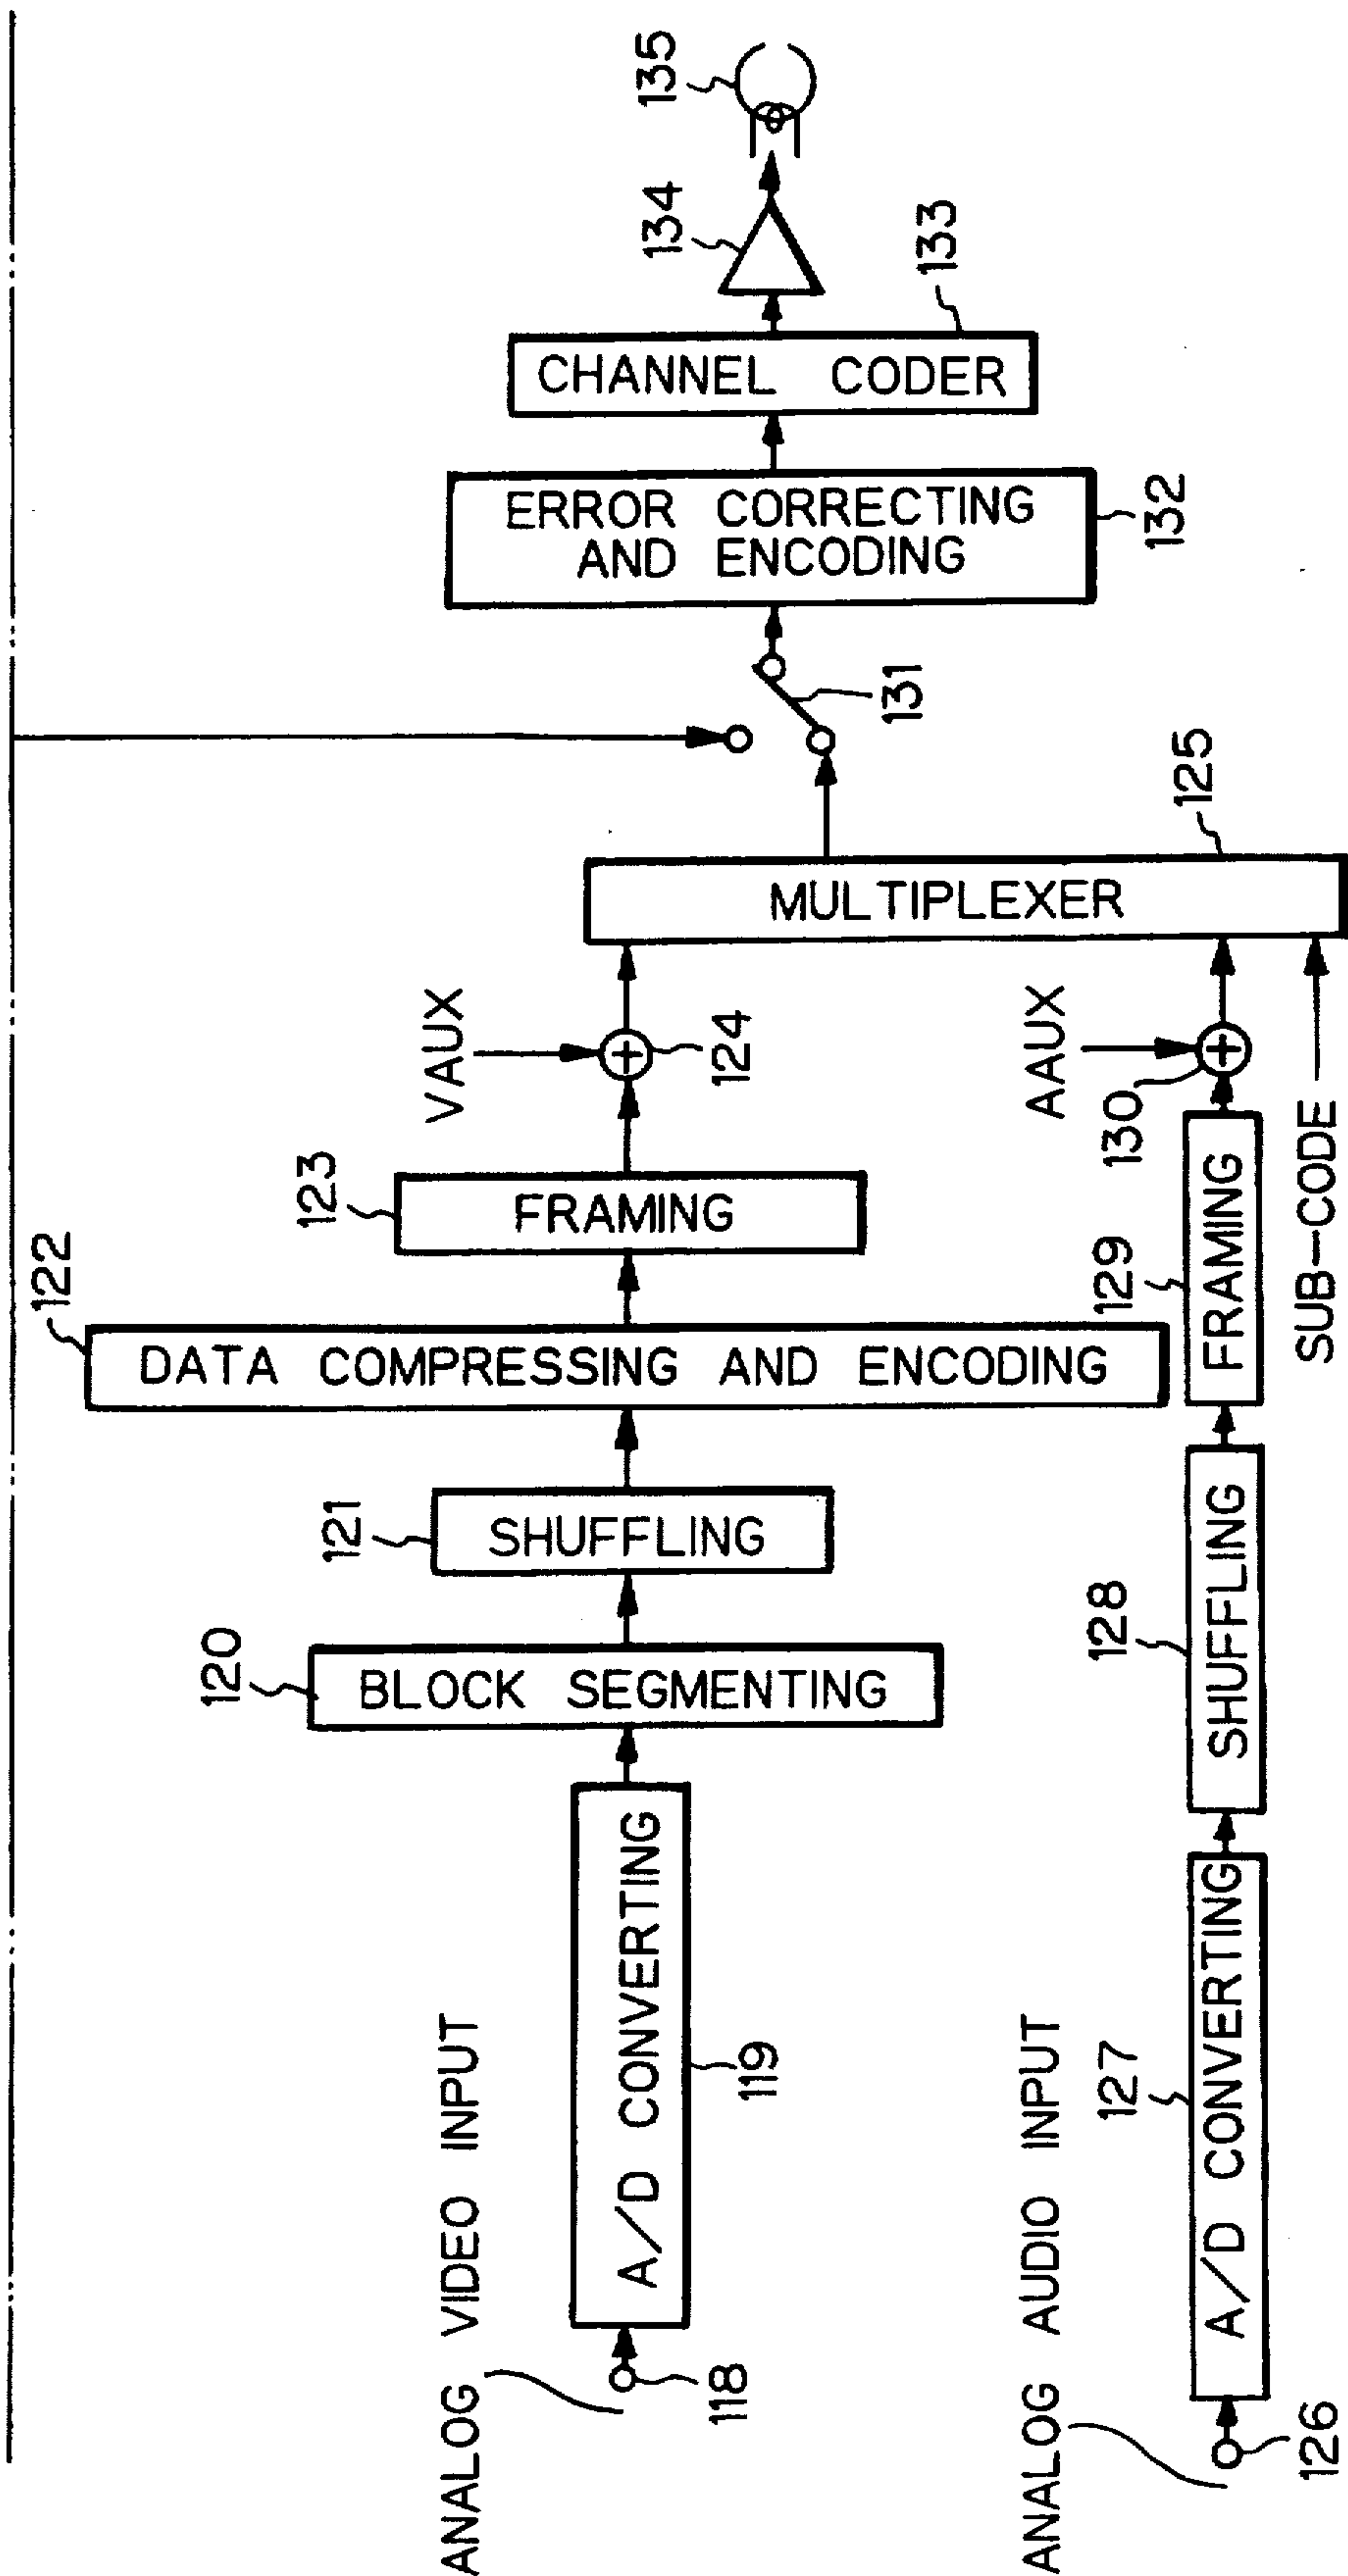 ANALOG VIDEO INPUT
118
A/D CONVERTING
119
120
BLOCK SEGMENTING
121
SHUFFLING
122
DATA COMPRESSING AND ENCODING
123
FRAMING
VAUX
+
124
ANALOG AUDIO INPUT
126
127
A/D CONVERTING
128
SHUFFLING
129
FRAMING
AAUX
+
130
SUB-CODE
MULTIPLEXER
125
131
ERROR CORRECTING
AND ENCODING
132
CHANNEL CODER
133
134
135